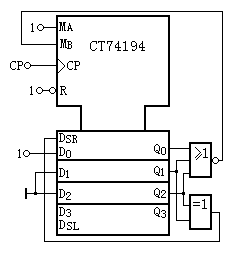 1 MA
MB CT74194
CP CP
1 R
DSR
1 D0 Q0 ≥1
D1 Q1
D2 Q2 =1
D3 Q3
DSL